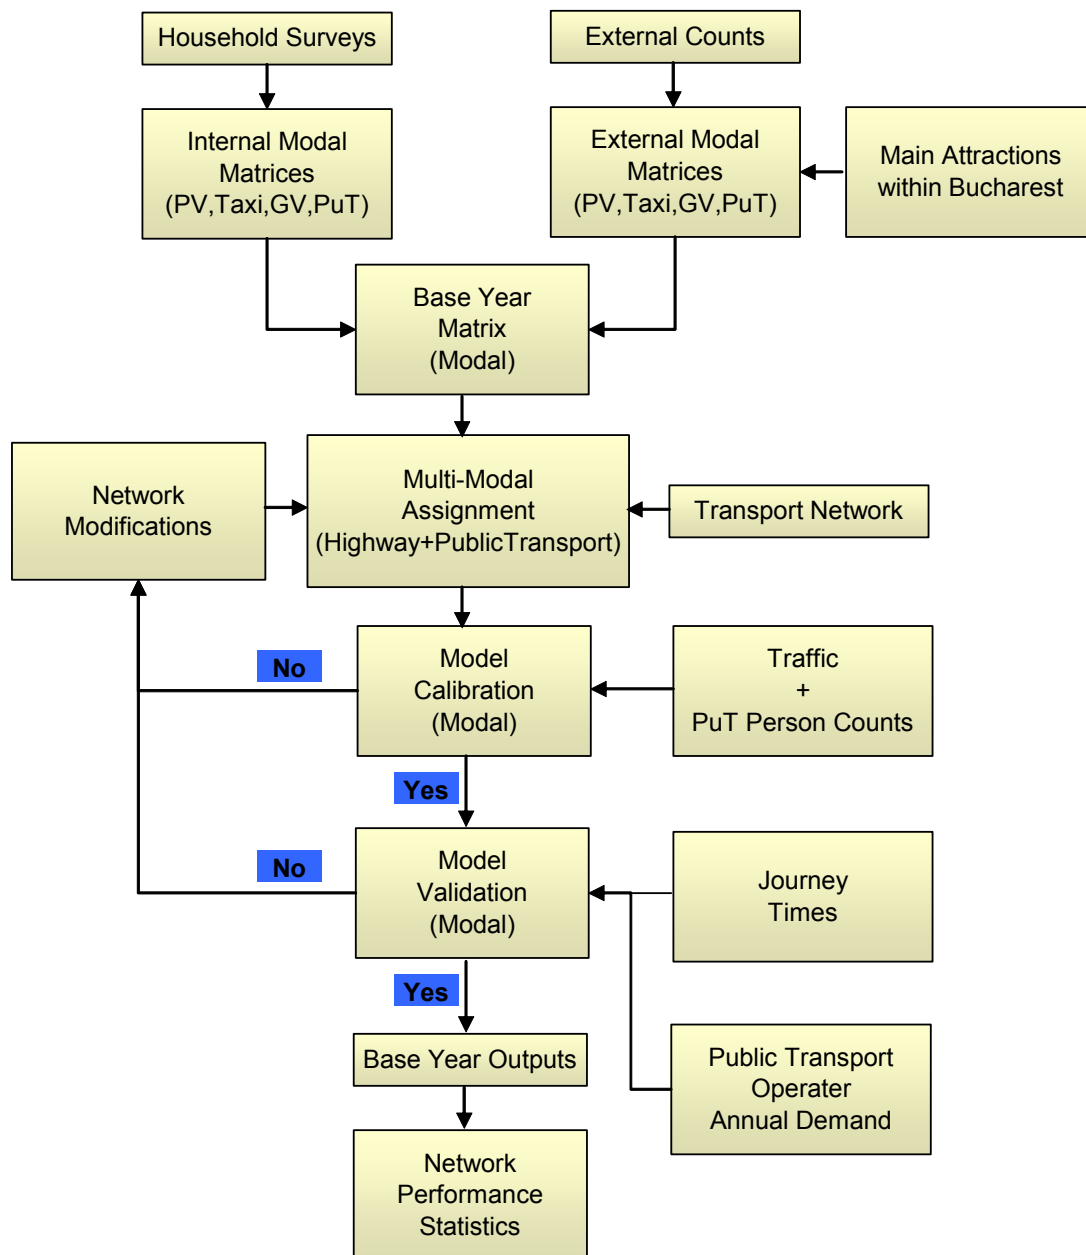 Household Surveys
External Counts
Internal Modal
Matrices
(PV,Taxi,GV,PuT)
External Modal
Matrices
(PV,Taxi,GV,PuT)
Main Attractions
within Bucharest
Base Year
Matrix
(Modal)
Network
Modifications
Multi-Modal
Assignment
(Highway+PublicTransport)
Transport Network
No
Model
Calibration
(Modal)
Traffic
+
PuT Person Counts
Yes
No
Model
Validation
(Modal)
Journey
Times
Yes
Base Year Outputs
Public Transport
Operater
Annual Demand
Network
Performance
Statistics